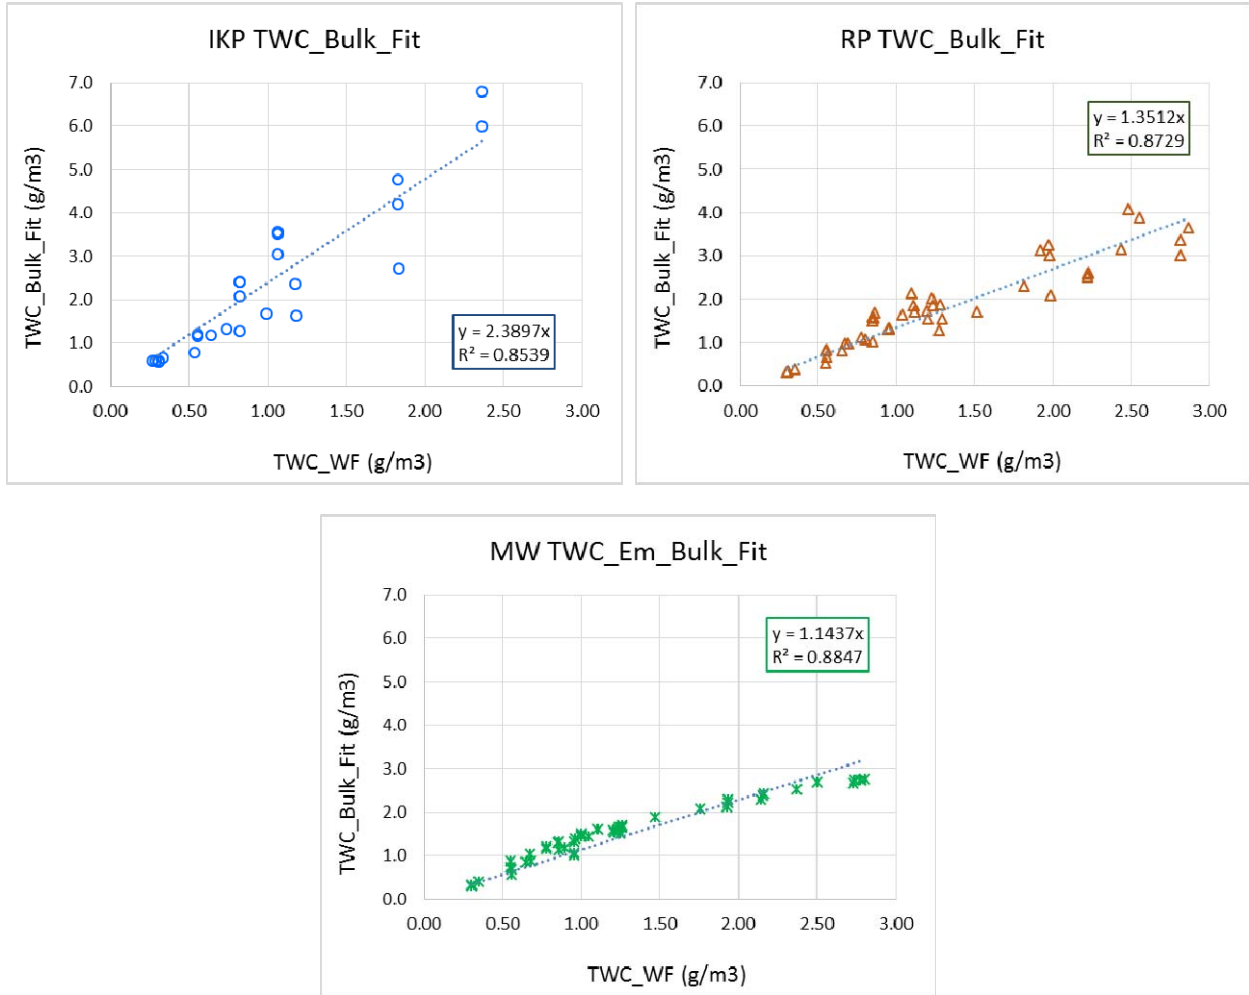 IKP TWC_Bulk_Fit
TWC_Bulk_Fit (g/m3)
7.0
6.0
5.0
4.0
3.0
2.0
1.0
0.0
y = 2.3897x
R² = 0.8539
0.00 0.50 1.00 1.50 2.00 2.50 3.00
TWC_WF (g/m3)
RP TWC_Bulk_Fit
TWC_Bulk_Fit (g/m3)
7.0
6.0
5.0
4.0
3.0
2.0
1.0
0.0
y = 1.3512x
R² = 0.8729
0.00 0.50 1.00 1.50 2.00 2.50 3.00
TWC_WF (g/m3)
MW TWC_Em_Bulk_Fit
TWC_Bulk_Fit (g/m3)
7.0
6.0
5.0
4.0
3.0
2.0
1.0
0.0
y = 1.1437x
R² = 0.8847
0.00 0.50 1.00 1.50 2.00 2.50 3.00
TWC_WF (g/m3)